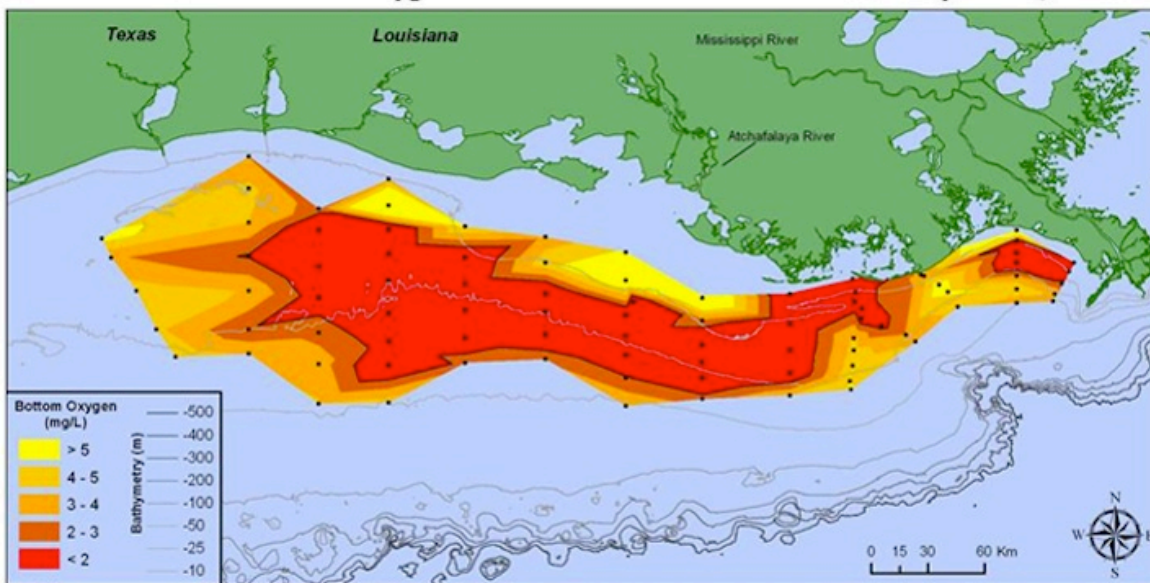 Texas
Louisiana
Mississippi River
Atchafalaya River
Bottom Oxygen
(mg/L)
> 5
4 - 5
3 - 4
2 - 3
< 2
Bathymetry (m)
-500
-400
-300
-200
-100
-50
-25
-10
N
W
S
0 15 30 60 Km